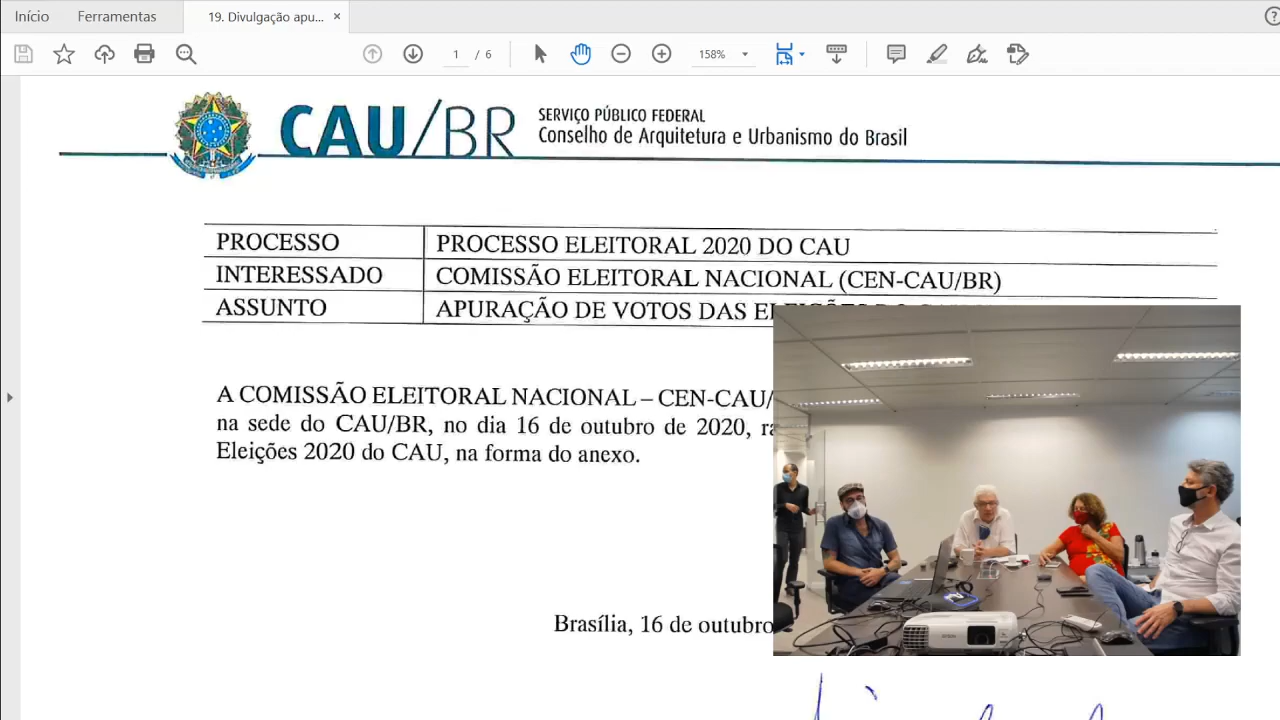 Início Ferramentas 19. Divulgação apu... ×
1 / 6 158%
CAU/BR
SERVIÇO PÚBLICO FEDERAL
Conselho de Arquitetura e Urbanismo do Brasil
PROCESSO PROCESSO ELEITORAL 2020 DO CAU
INTERESSADO COMISSÃO ELEITORAL NACIONAL (CEN-CAU/BR)
ASSUNTO APURAÇÃO DE VOTOS DAS
A COMISSÃO ELEITORAL NACIONAL – CEN-CAU/
na sede do CAU/BR, no dia 16 de outubro de 2020,
Eleições 2020 do CAU, na forma do anexo.
Brasília, 16 de outubro
EPSON